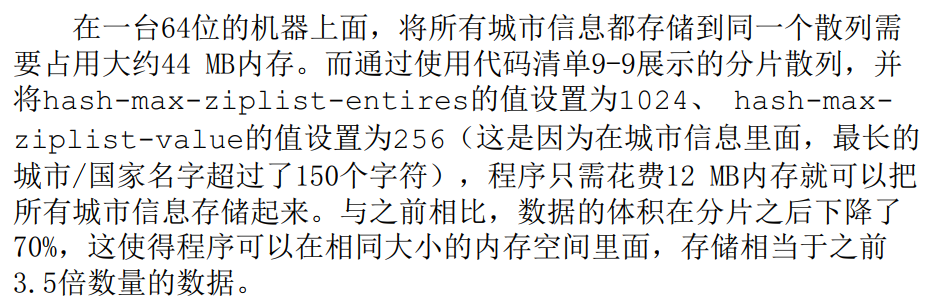 在一台64位的机器上面，将所有城市信息都存储到同一个散列需
要占用大约44 MB内存。而通过使用代码清单9-9展示的分片散列，并
将hash-max-ziplist-entires的值设置为1024、 hash-max-
ziplist-value的值设置为256（这是因为在城市信息里面，最长的
城市/国家名字超过了150个字符），程序只需花费12 MB内存就可以把
所有城市信息存储起来。与之前相比，数据的体积在分片之后下降了
70%，这使得程序可以在相同大小的内存空间里面，存储相当于之前
3.5倍数量的数据。